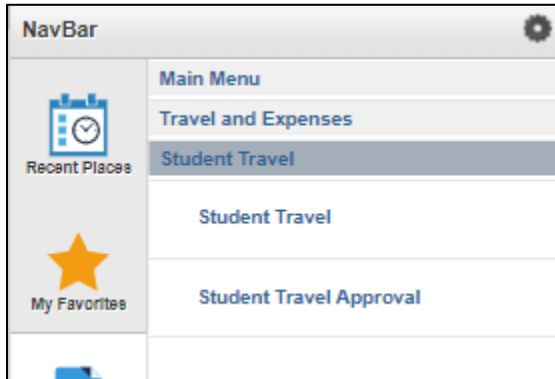 NavBar
Main Menu
Travel and Expenses
Recent Places
Student Travel
Student Travel
My Favorites
Student Travel Approval